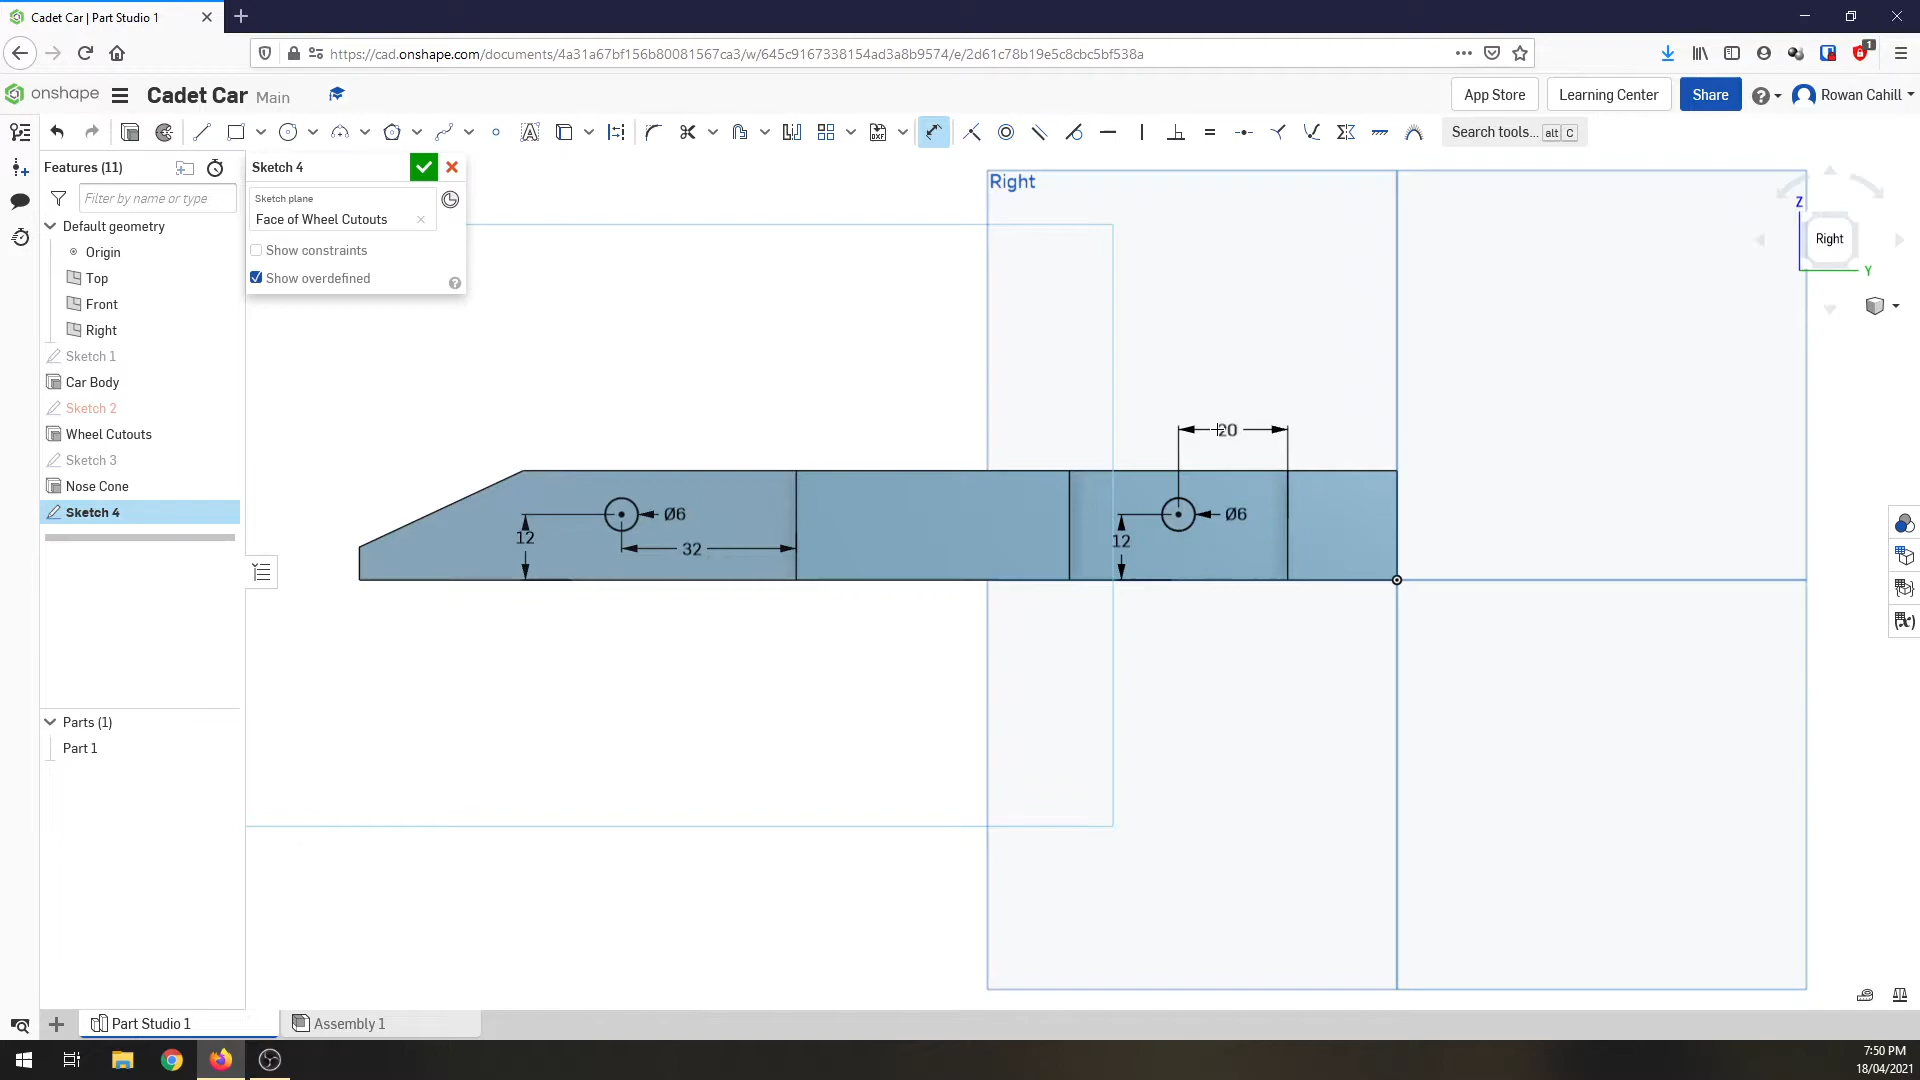 Cadet Car | Part Studio 1
https://cad.onshape.com/documents/4a31a67bf156b80081567ca3/w/645c9167338154ad3a8b9574/e/2d61c78b19e5c8cbc5bf538a
1
onshape
Cadet Car Main
App Store
Learning Center
Share
Rowan Cahill
Search tools... alt C
Features (11)
Filter by name or type
Default geometry
Origin
Top
Front
Right
Sketch 1
Car Body
Sketch 2
Wheel Cutouts
Sketch 3
Nose Cone
Sketch 4
Parts (1)
Part 1
Sketch 4
Sketch plane
Face of Wheel Cutouts
Show constraints
Show overdefined
Right
Z
Right
Y
20
Ø6
12
32
Ø6
12
Part Studio 1
Assembly 1
7:50 PM
18/04/2021